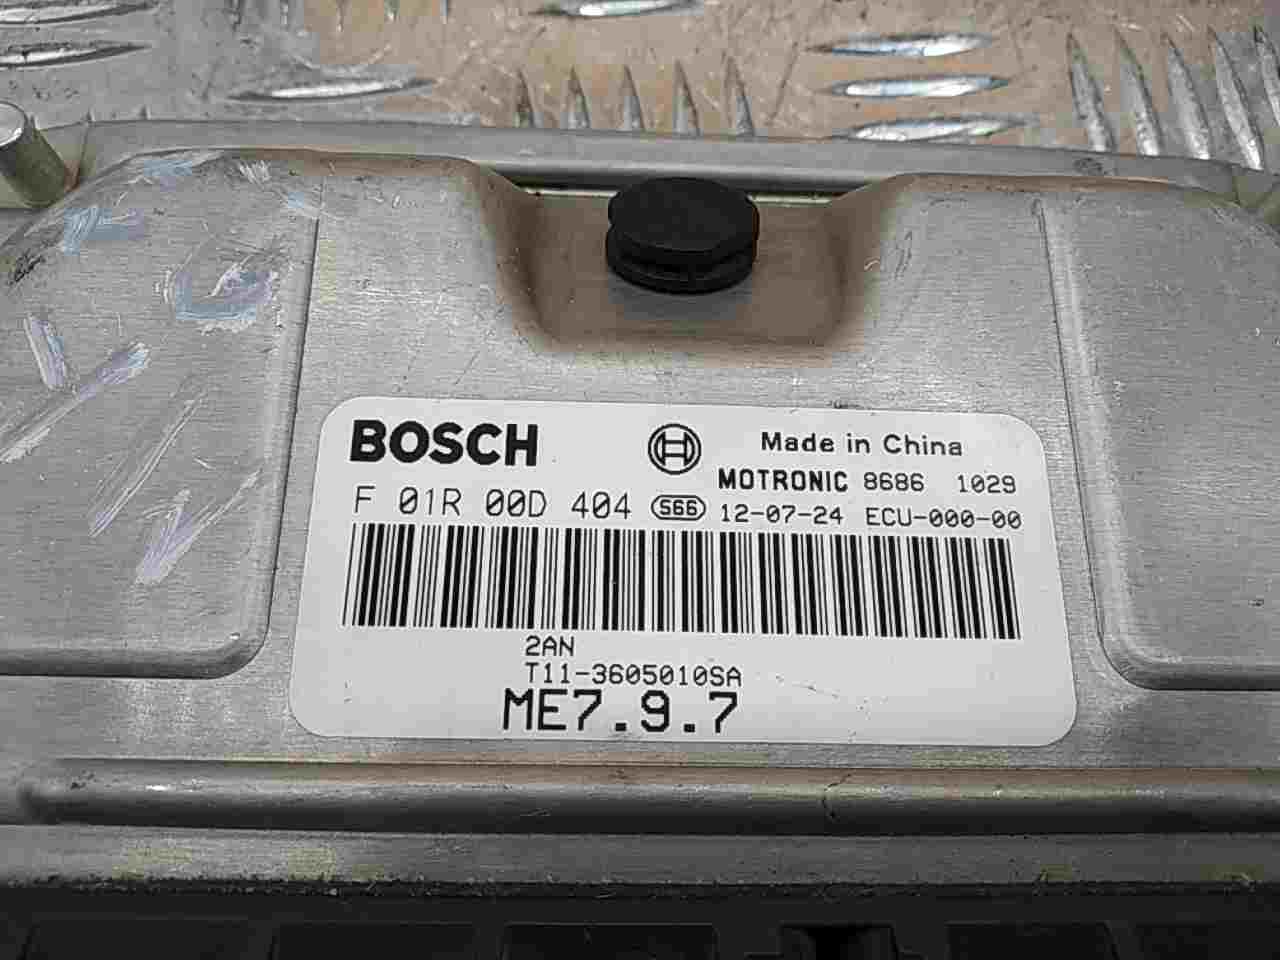 BOSCH
Made in China
MOTRONIC 8686 1029
F 01R 00D 404 S66 12-07-24 ECU-000-00
2AN
T11-3605010SA
ME7.9.7